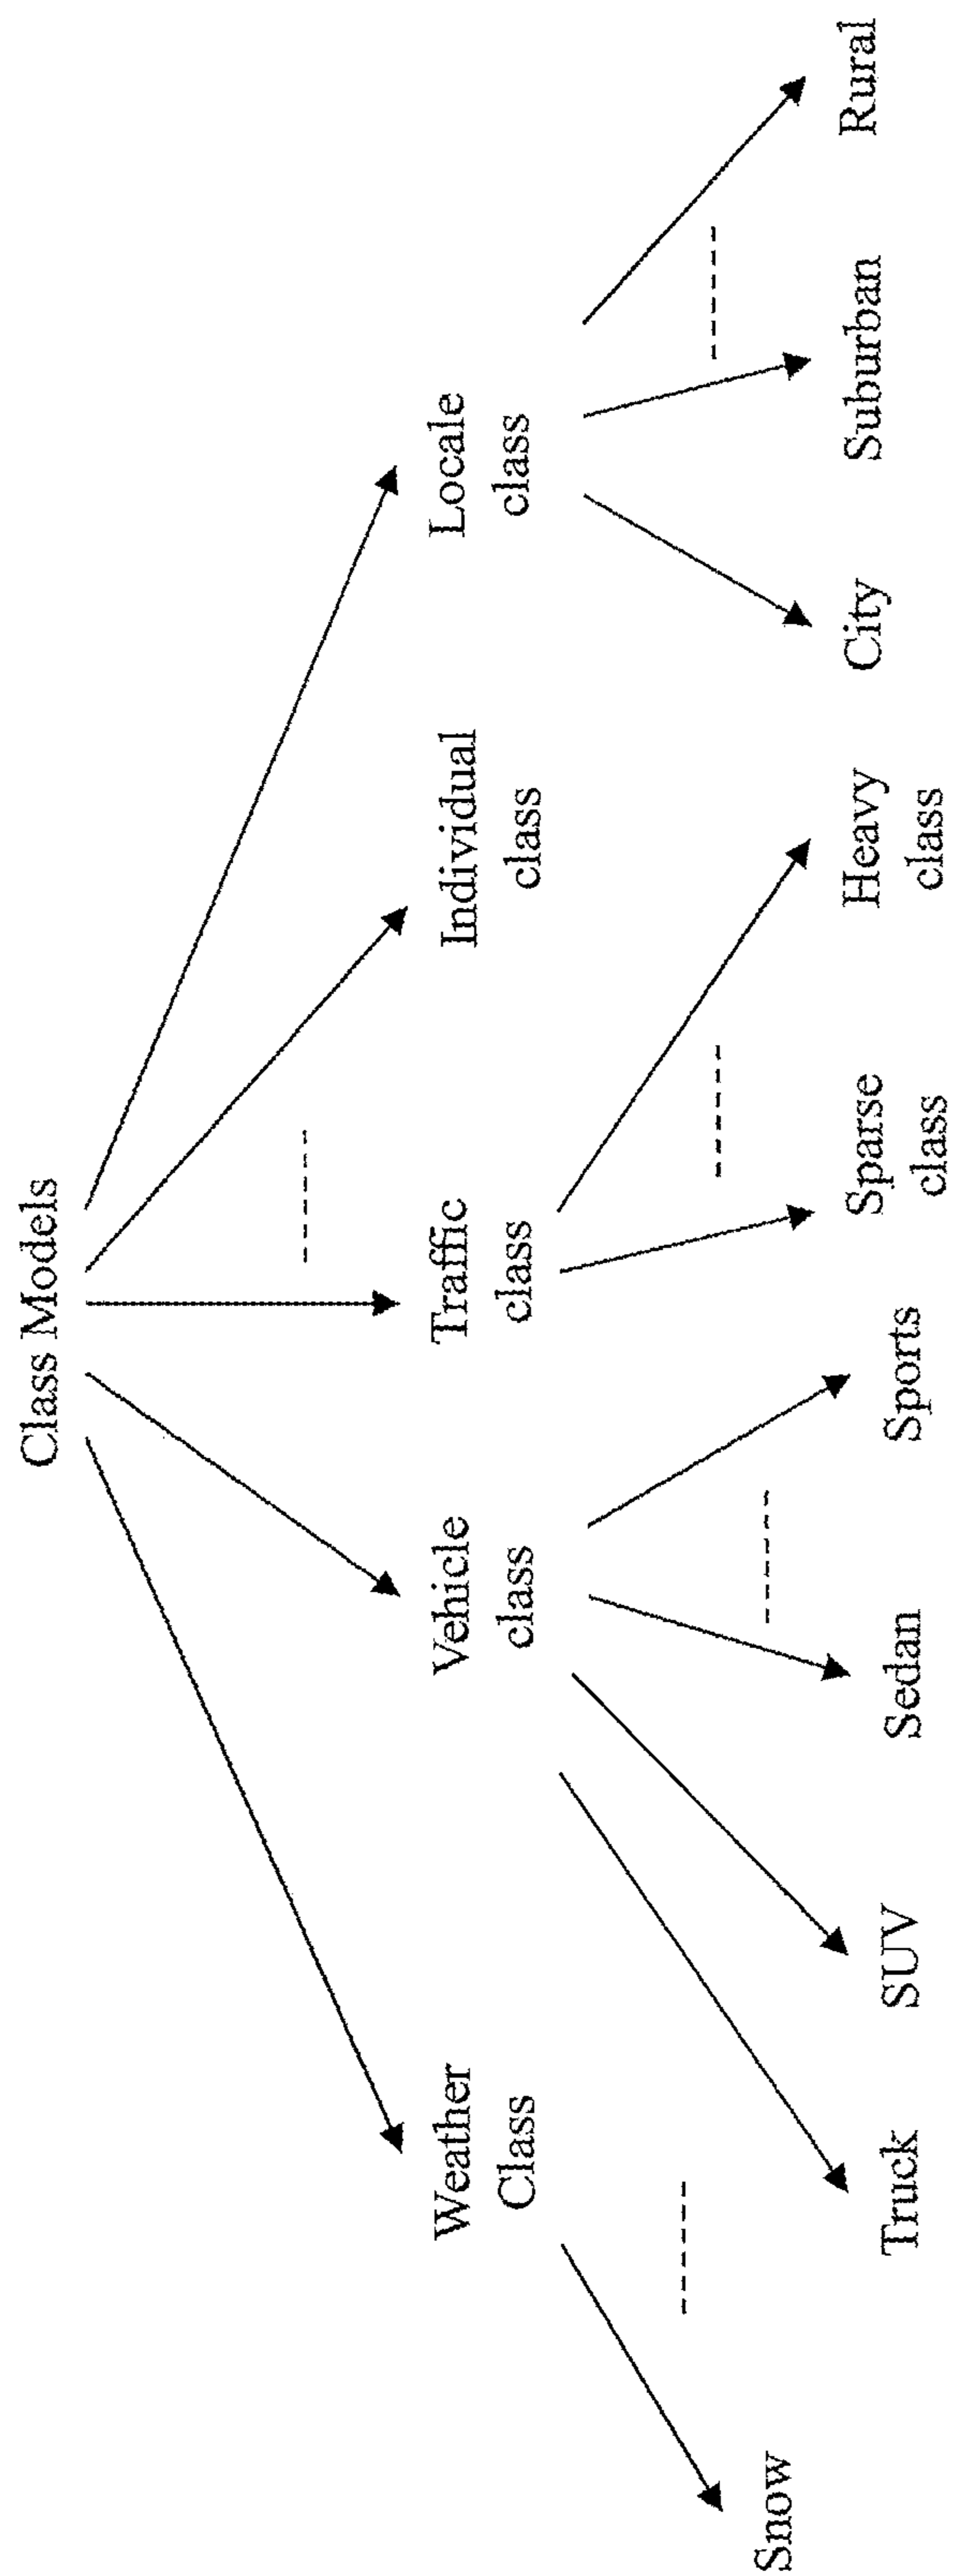 Class Models
Weather
Class
Vehicle
class
Traffic
class
Individual
class
Locale
class
Snow
Truck
SUV
Sedan
Sports
Sparse
class
Heavy
class
City
Suburban
Rural